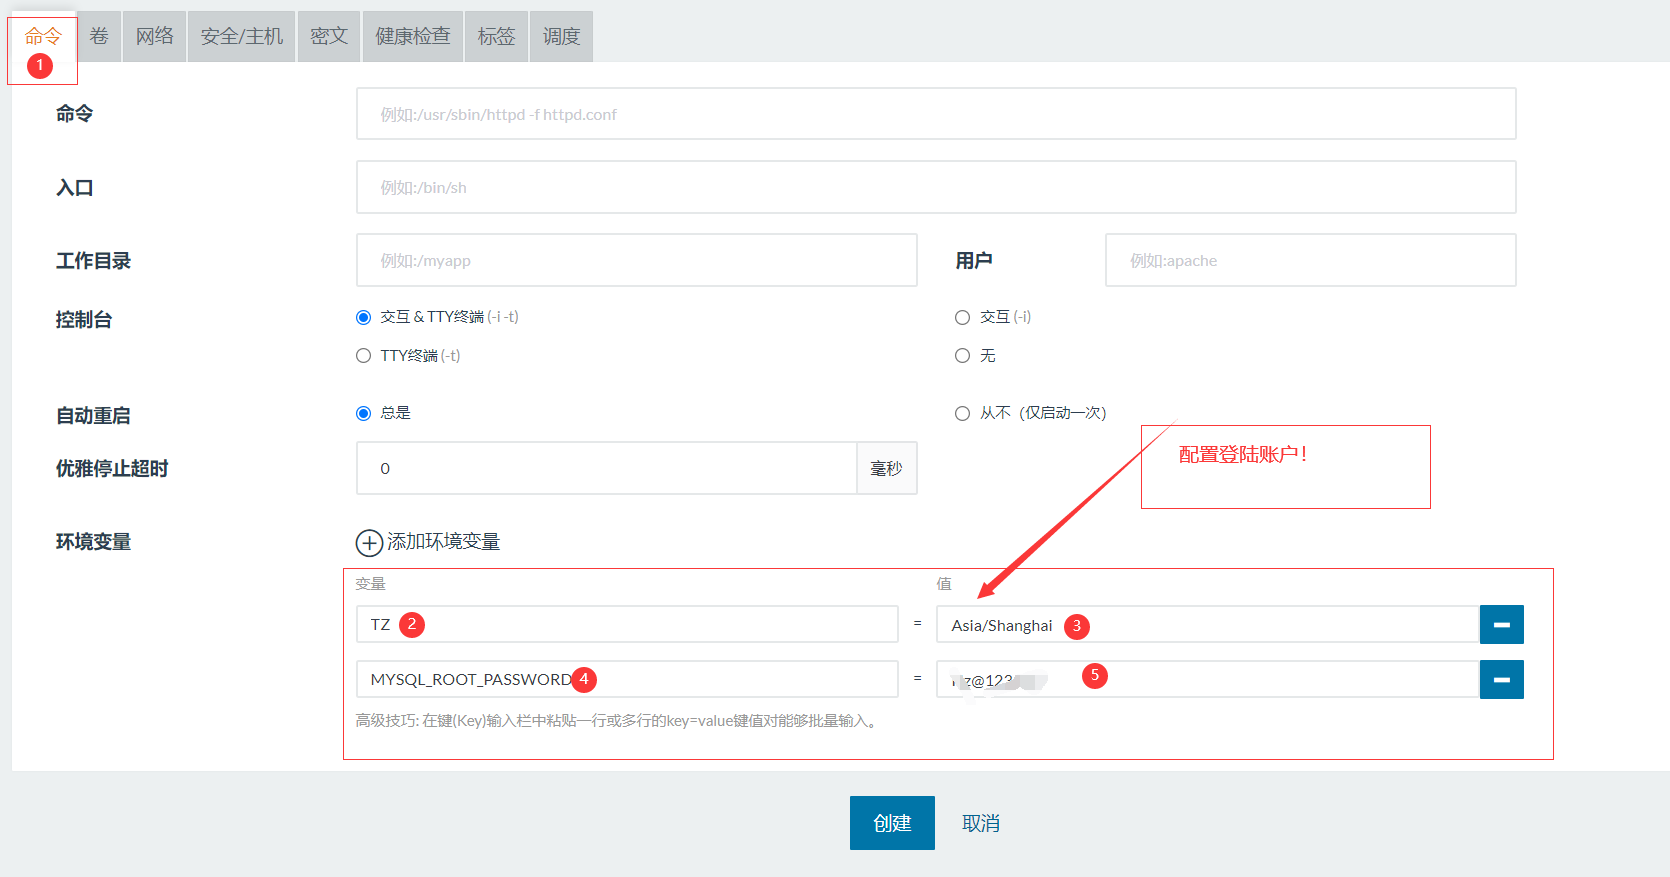 命令 卷 网络 安全/主机 密文 健康检查 标签 调度
1
命令 例如:/usr/sbin/httpd -f httpd.conf
入口 例如:/bin/sh
工作目录 例如:/myapp 用户 例如:apache
控制台 交互 & TTY终端 (-i -t) 交互 (-i)
TTY终端 (-t) 无
自动重启 总是 从不（仅启动一次）
配置登陆账户！
优雅停止超时 0 毫秒
环境变量 添加环境变量
变量 值
TZ 2 = Asia/Shanghai 3
MYSQL_ROOT_PASSWORD 4 = 5
高级技巧: 在键(Key)输入栏中粘贴一行或多行的key=value键值对能够批量输入。
创建 取消